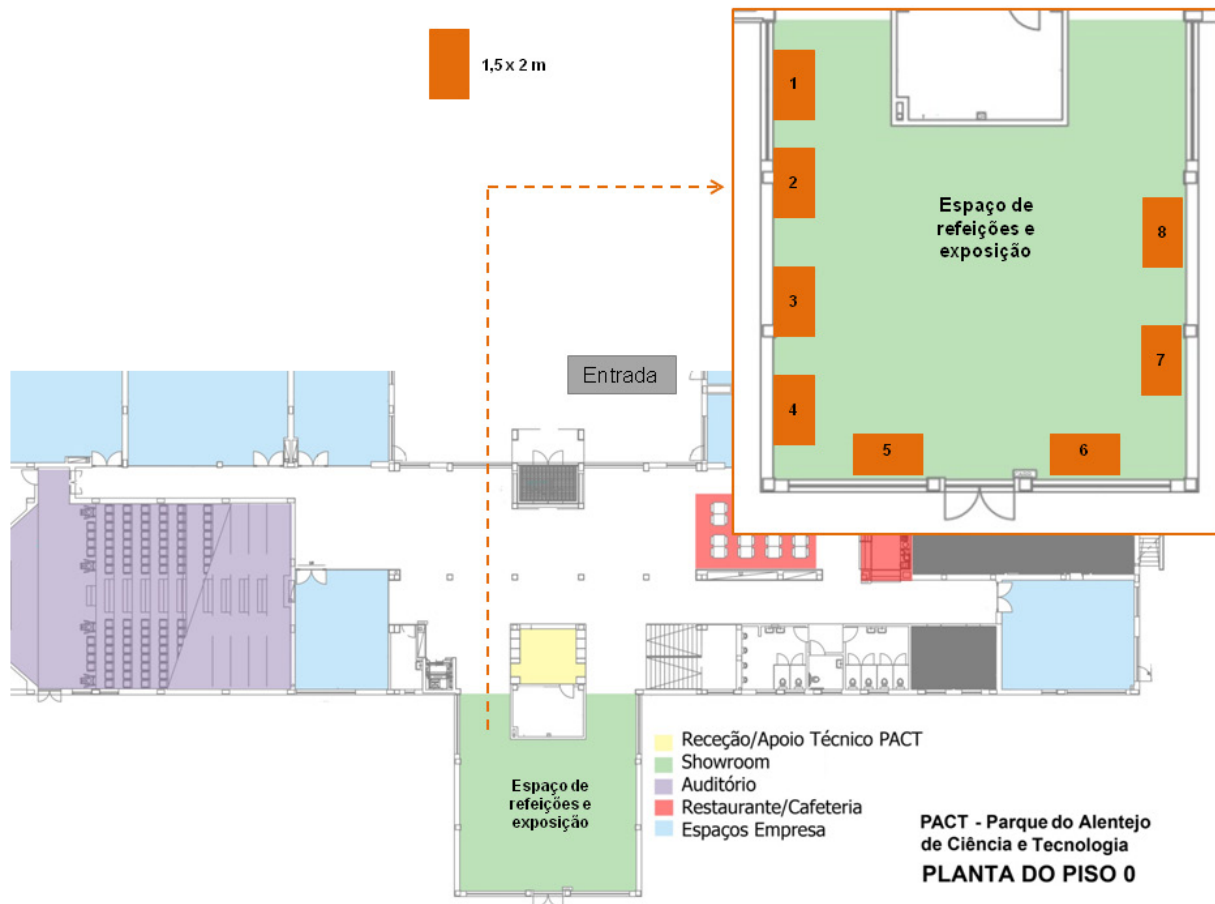 1,5 x 2 m
1
2
3
4
5
6
7
8
Espaço de
refeições e
exposição
Entrada
Espaço de
refeições e
exposição
Receção/Apoio Técnico PACT
Showroom
Auditório
Restaurante/Cafeteria
Espaços Empresa
PACT - Parque do Alentejo
de Ciência e Tecnologia
PLANTA DO PISO 0